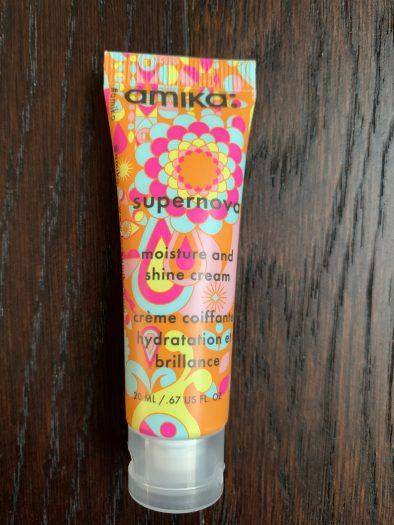 amika:
supernova
moisture and
shine cream
crème coiffante
hydratation et
brillance
20 ML / .67 US FL. OZ